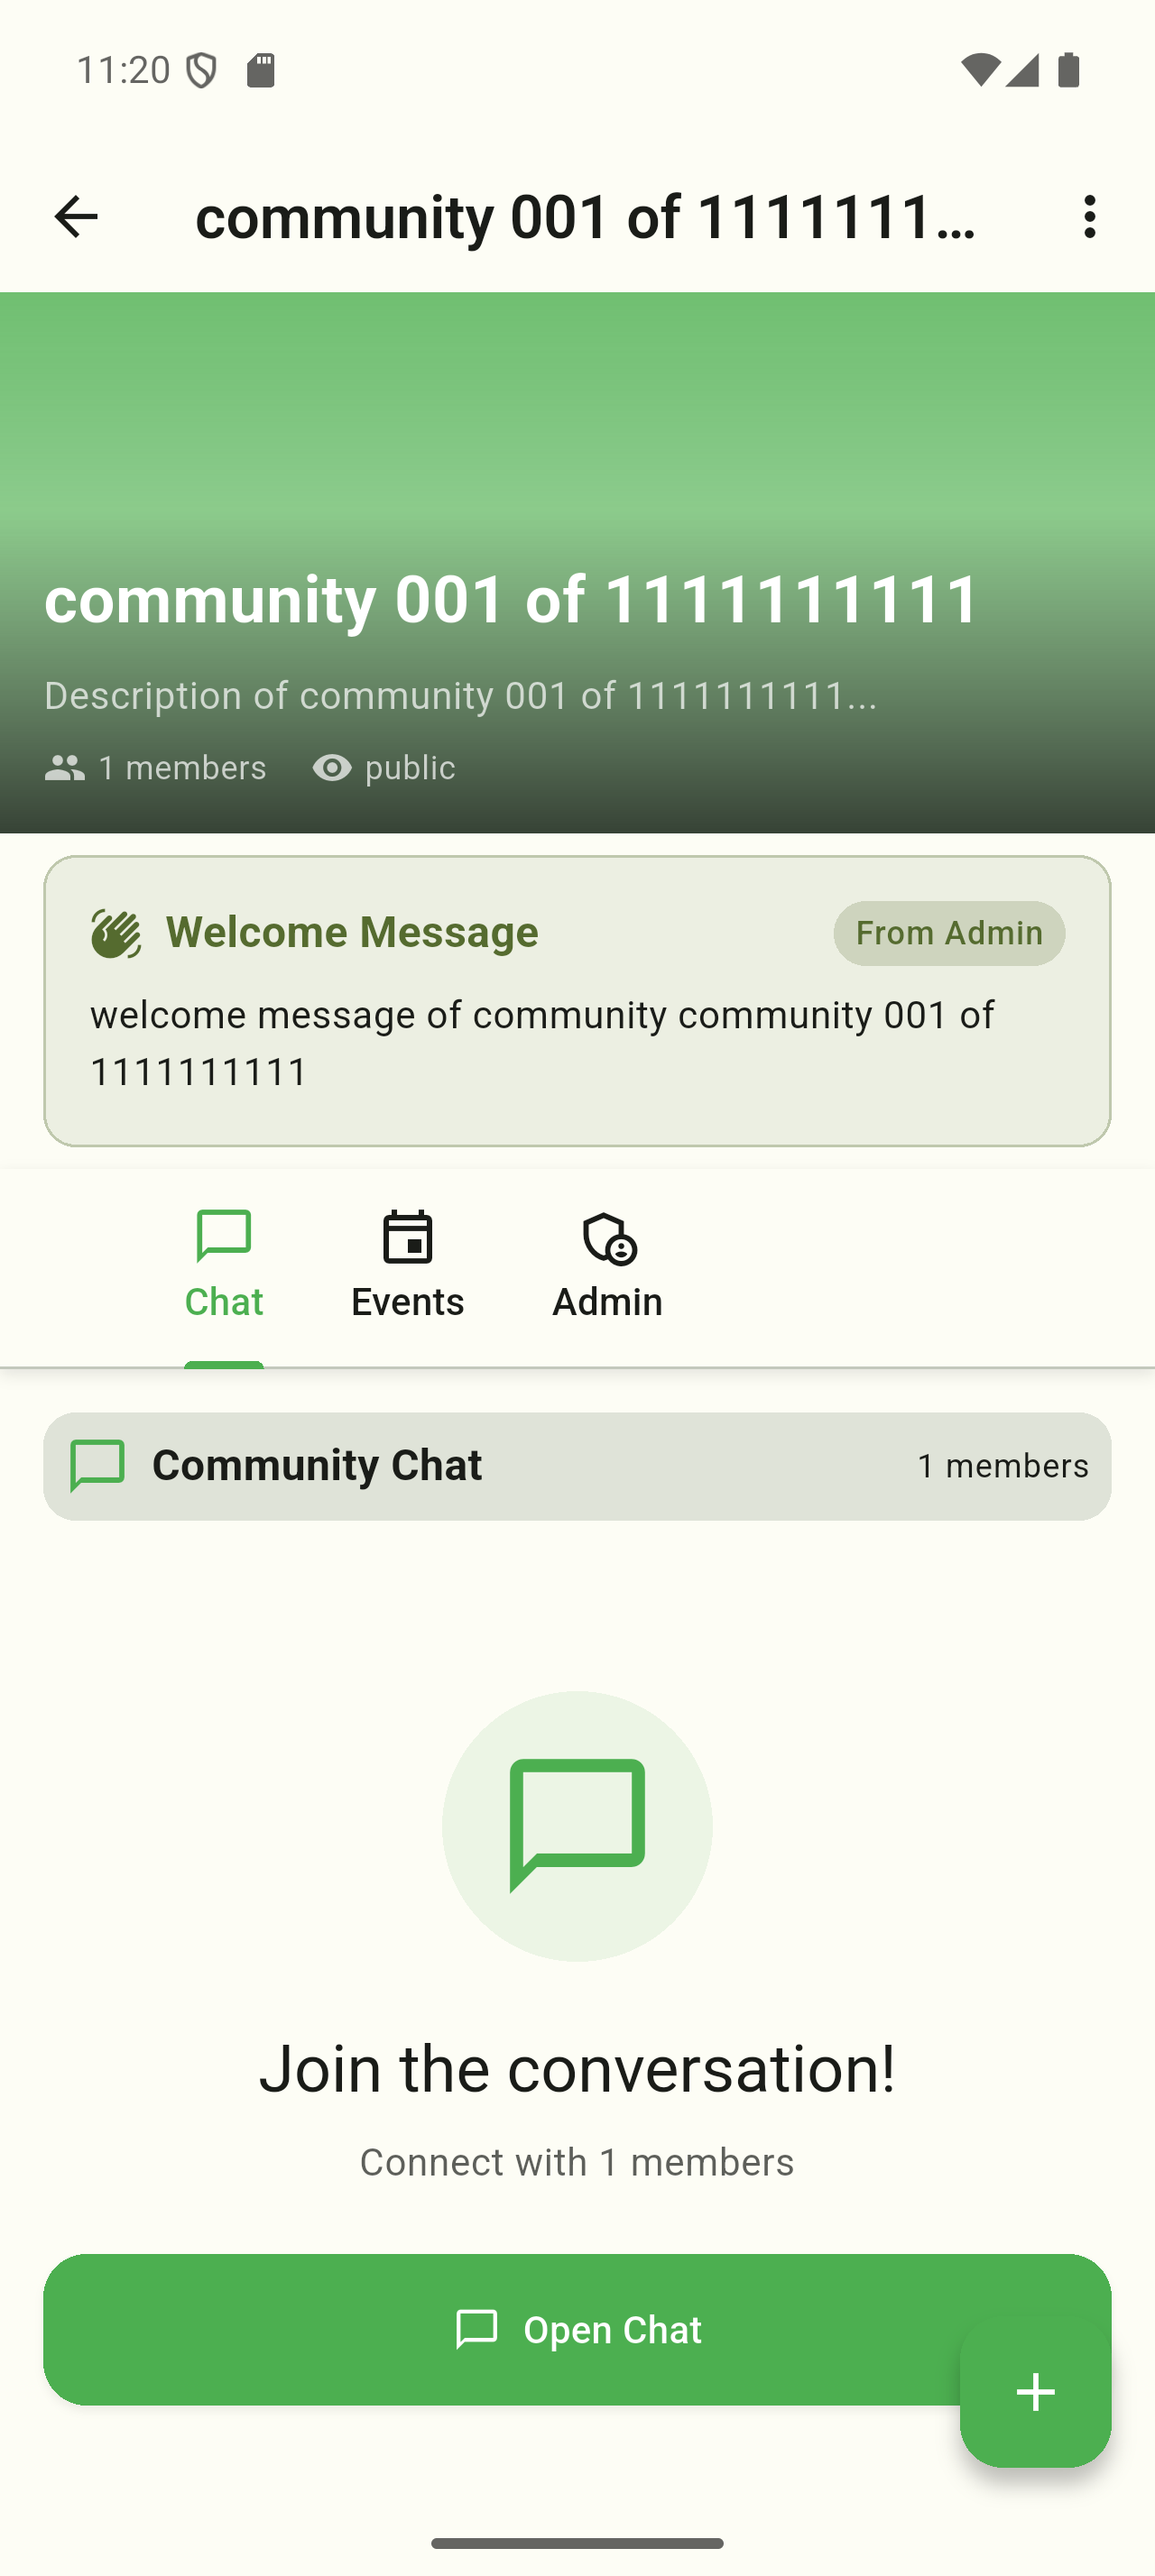 11:20
community 001 of 1111111...
community 001 of 1111111111
Description of community 001 of 1111111111...
1 members public
Welcome Message From Admin
welcome message of community community 001 of
1111111111
Chat Events Admin
Community Chat 1 members
Join the conversation!
Connect with 1 members
Open Chat